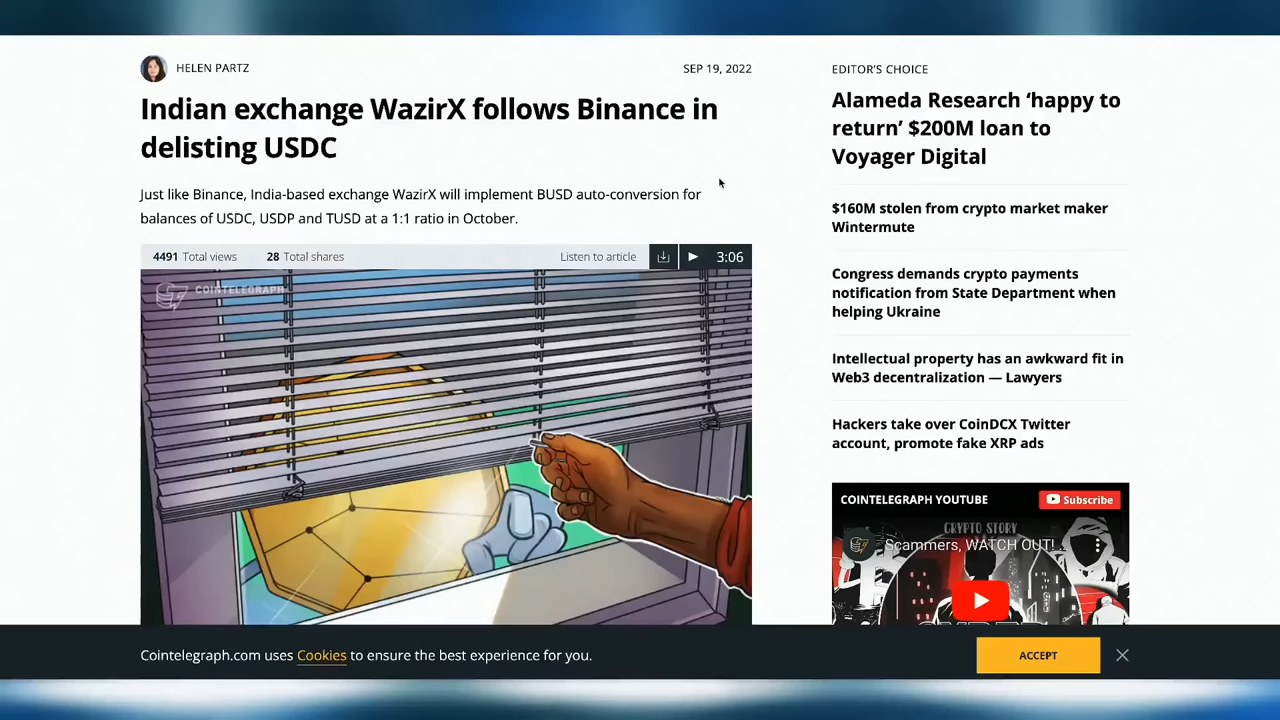 HELEN PARTZ
SEP 19, 2022
Indian exchange WazirX follows Binance in
delisting USDC
Just like Binance, India-based exchange WazirX will implement BUSD auto-conversion for
balances of USDC, USDP and TUSD at a 1:1 ratio in October.
4491 Total views
28 Total shares
Listen to article
3:06
COINTELEGRAPH
EDITOR'S CHOICE
Alameda Research ‘happy to
return’ $200M loan to
Voyager Digital
$160M stolen from crypto market maker
Wintermute
Congress demands crypto payments
notification from State Department when
helping Ukraine
Intellectual property has an awkward fit in
Web3 decentralization — Lawyers
Hackers take over CoinDCX Twitter
account, promote fake XRP ads
COINTELEGRAPH YOUTUBE
Subscribe
CRYPTO STORY
Scammers, WATCH OUT! ...
Cointelegraph.com uses Cookies to ensure the best experience for you.
ACCEPT